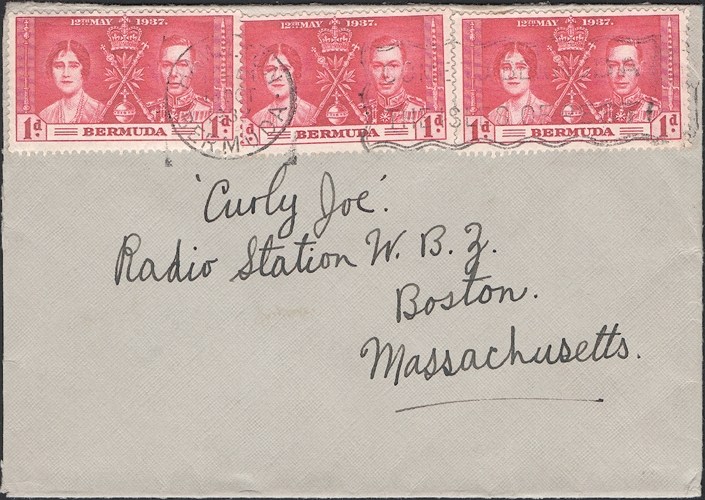 12TH MAY 1937. 12TH MAY 1937. 12TH MAY 1937.
1d. BERMUDA 1d. 1d. BERMUDA 1d. 1d. BERMUDA 1d.
'Curly Joe'.
Radio Station W. B. Z.
Boston.
Massachusetts.